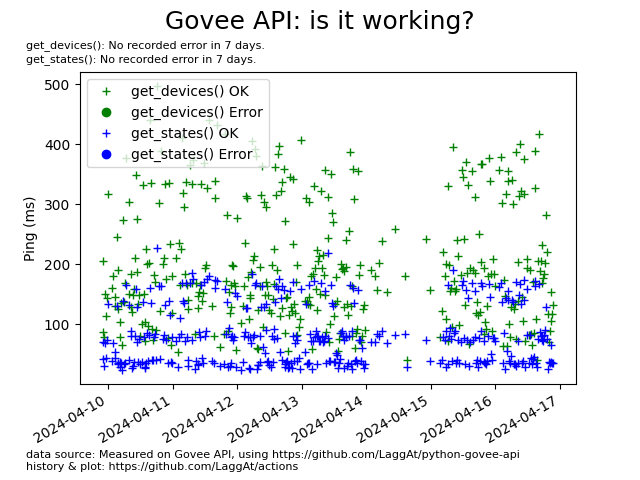 Govee API: is it working?
get_devices(): No recorded error in 7 days.
get_states(): No recorded error in 7 days.
get_devices() OK
get_devices() Error
get_states() OK
get_states() Error
Ping (ms)
500
400
300
200
100
2024-04-10
2024-04-11
2024-04-12
2024-04-13
2024-04-14
2024-04-15
2024-04-16
2024-04-17
data source: Measured on Govee API, using https://github.com/LaggAt/python-govee-api
history & plot: https://github.com/LaggAt/actions